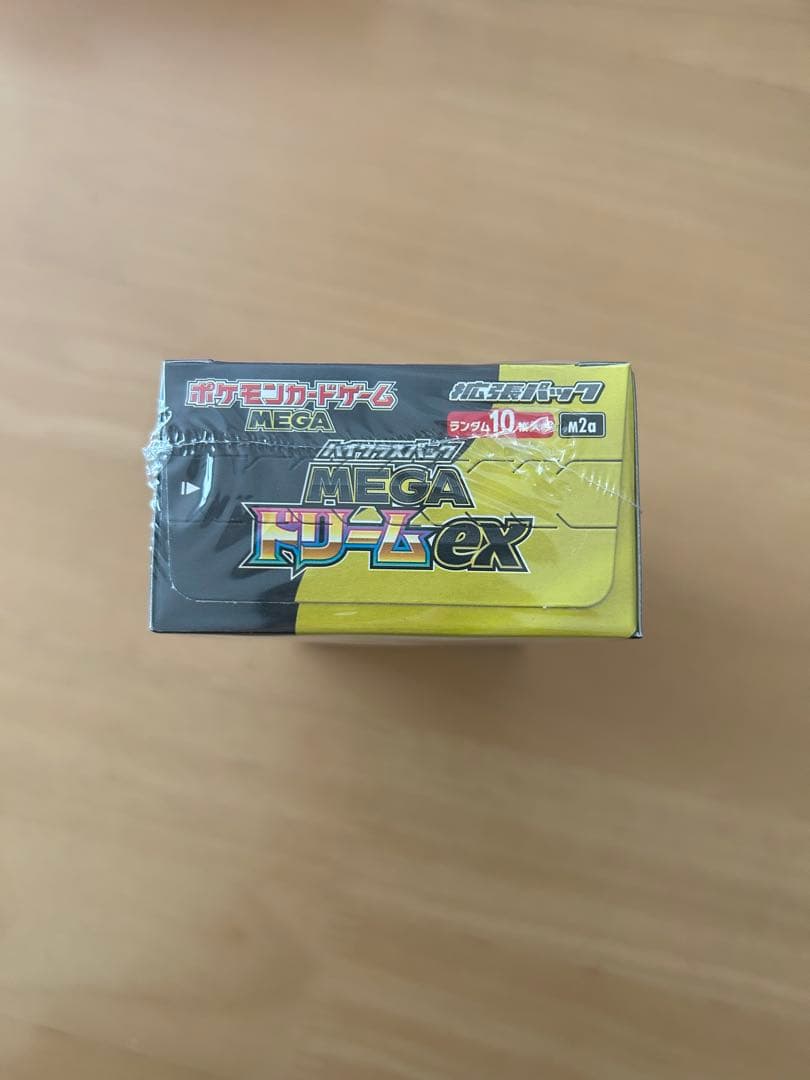 ポケモンカードゲーム
MEGA
拡張パック
ランダム10枚入り
M2a
ハイクラスパック
MEGA
ドリームex